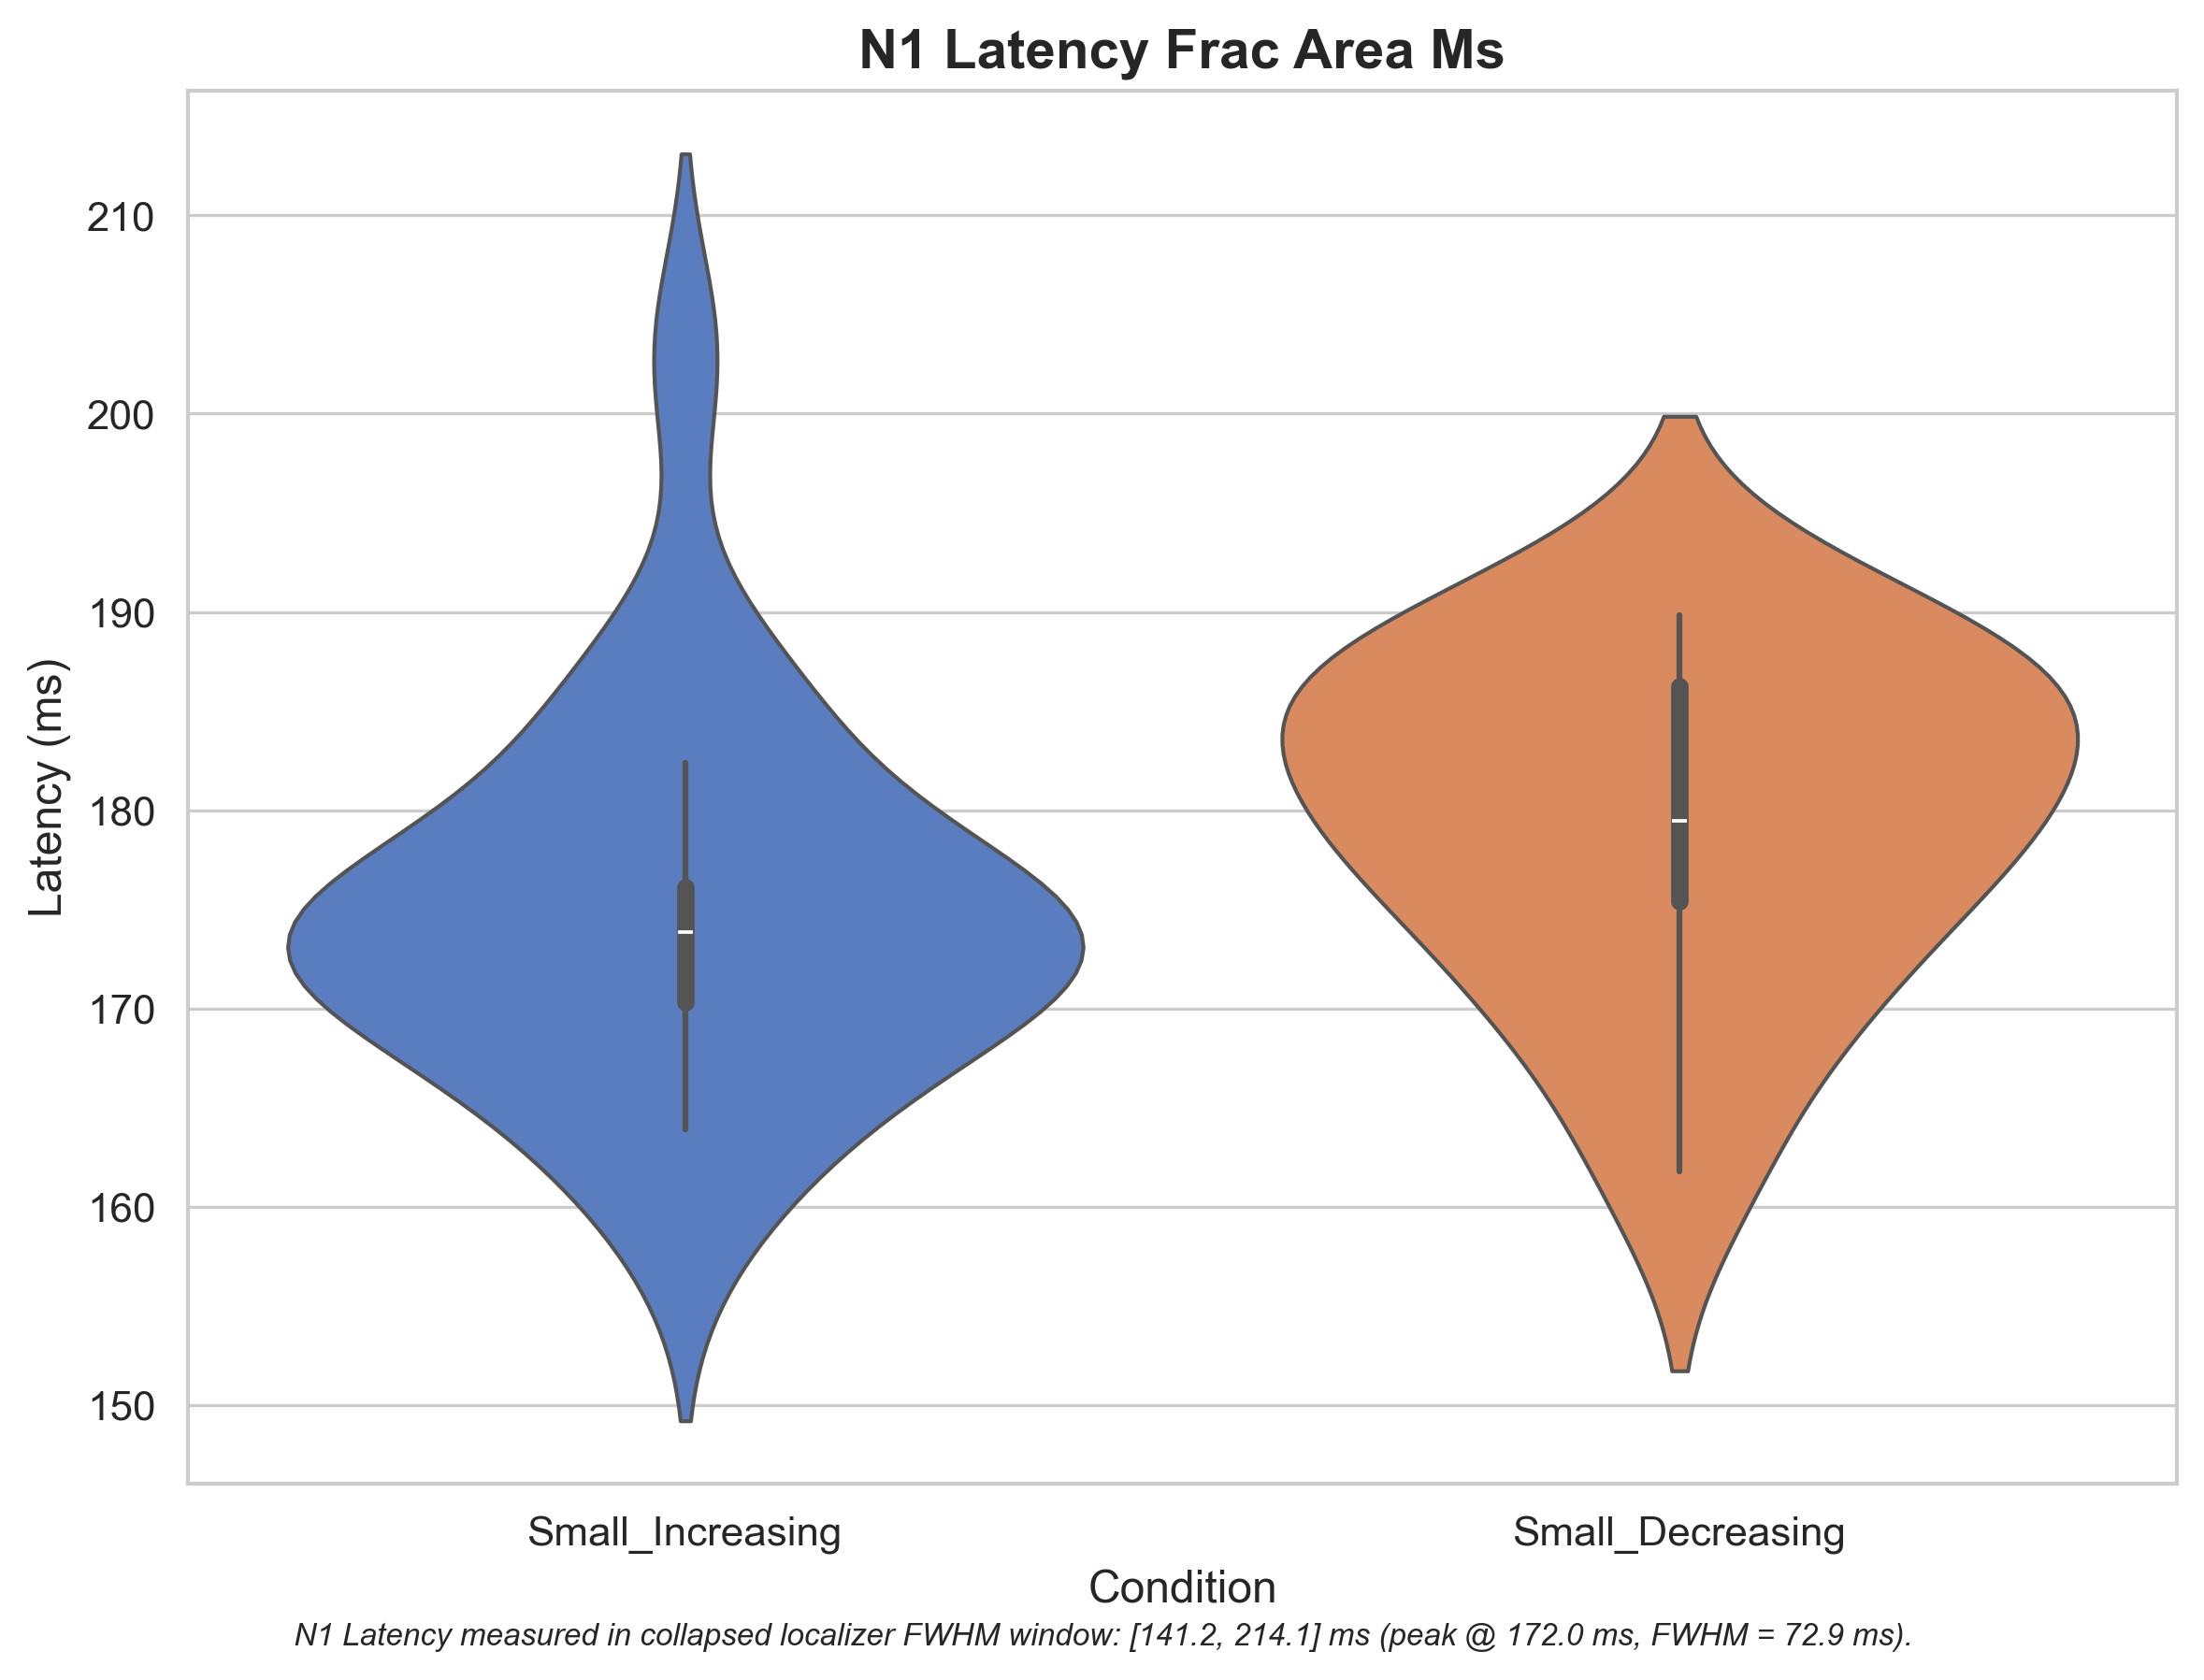 N1 Latency Frac Area Ms
Latency (ms)
210
200
190
180
170
160
150
Small_Increasing
Small_Decreasing
Condition
N1 Latency measured in collapsed localizer FWHM window: [141.2, 214.1] ms (peak @ 172.0 ms, FWHM = 72.9 ms).